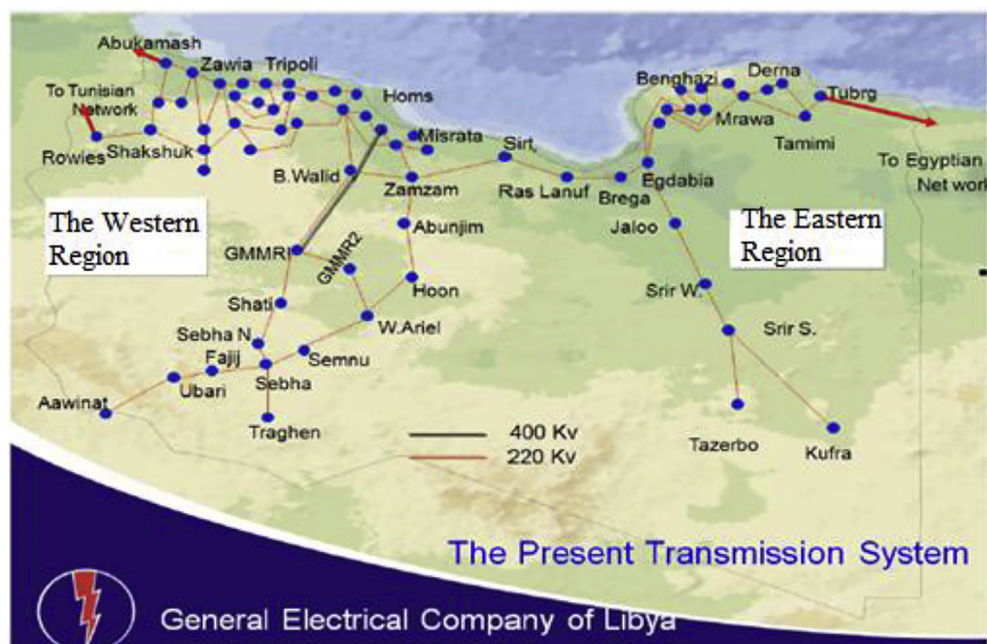 Abukamash
Zawia
Tripoli
To Tunisian
Network
Rowies
Shakshuk
Homs
Misrata
B.Walid
Zamzam
Sirt,
Ras Lanuf
Brega
Egdabia
Benghazi
Derna
Tubrg
Mrawa
Tamimi
To Egyptian
Net work
The Western
Region
GMMRI
GMMR2
Abunjim
Hoon
Jaloo
The Eastern
Region
Shati
W.Ariel
Srir W.
Sebha N
Semnu
Srir S.
Fajij
Ubari
Sebha
Aawinat
Traghen
Tazerbo
Kufra
400 Kv
220 Kv
The Present Transmission System
General Electrical Company of Libya